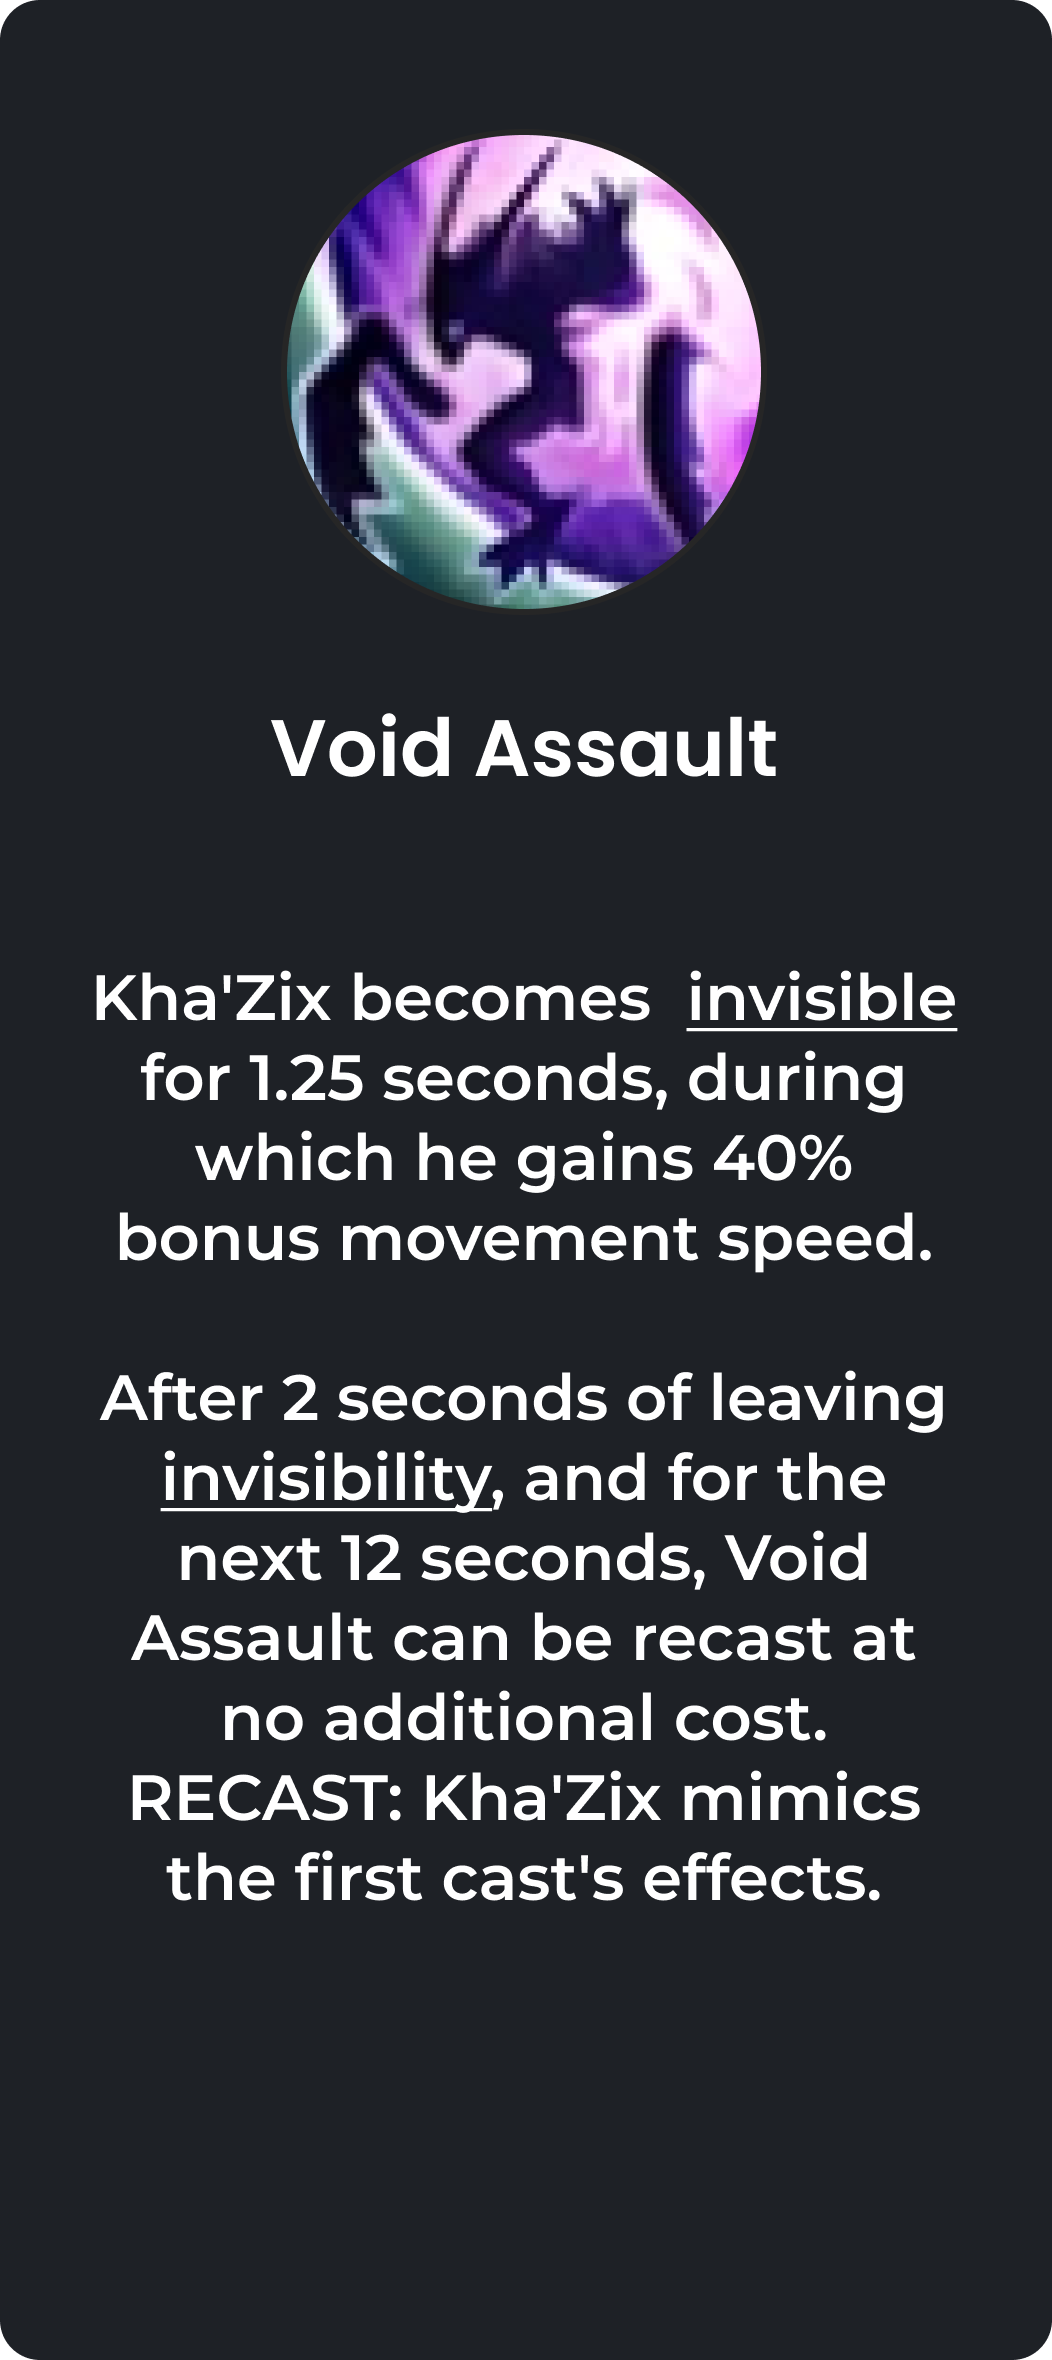 Void Assault
Kha'Zix becomes  invisible
for 1.25 seconds, during
which he gains 40%
bonus movement speed.
After 2 seconds of leaving
invisibility, and for the
next 12 seconds, Void
Assault can be recast at
no additional cost.
RECAST: Kha'Zix mimics
the first cast's effects.